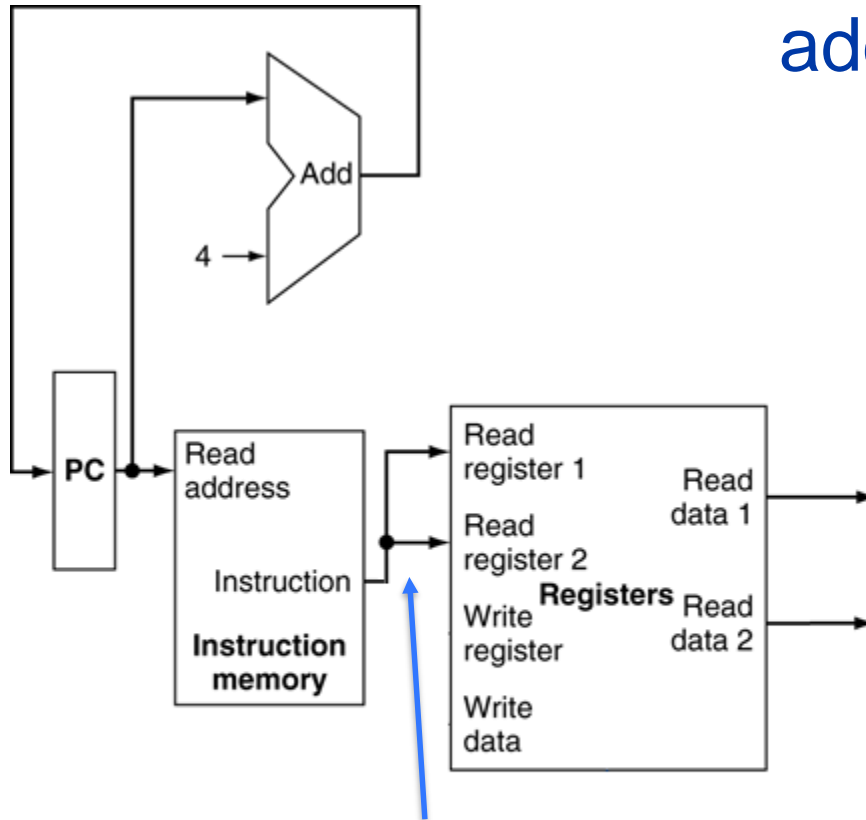 ad
Add
4
PC
Read
address
Instruction
Instruction
memory
Read
register 1
Read
register 2
Write
register
Write
data
Registers
Read
data 1
Read
data 2